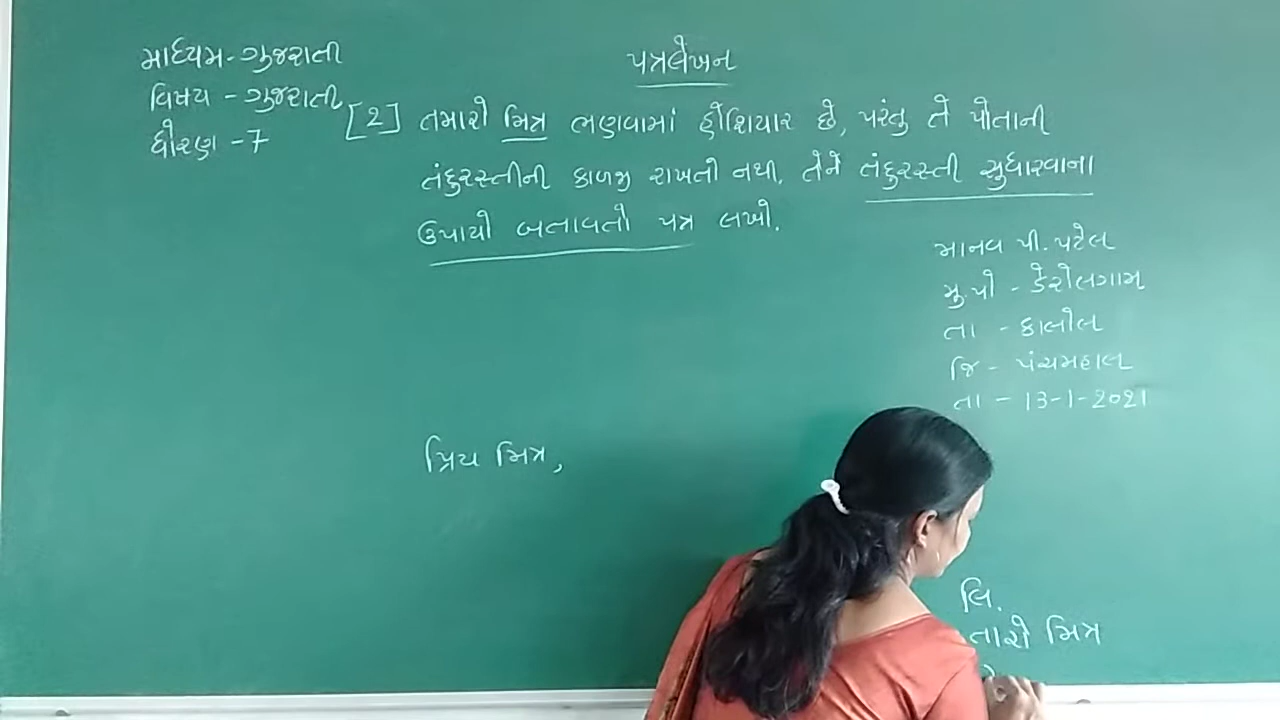 માધ્યમ - ગુજરાતી
વિષય - ગુજરાતી
ધોરણ - 7
પત્રલેખન
[2] તમારો મિત્ર ભણવામાં હોંશિયાર છે, પરંતુ તે પોતાની
તંદુરસ્તીની કાળજી રાખતો નથી. તેને તંદુરસ્તી સુધારવાના
ઉપાયો બતાવતો પત્ર લખો.
માનવ પી. પટેલ
મુ.પો - ડેરોલગામ
તા - કાલોલ
જિ - પંચમહાલ
તા - 13-1-2021
પ્રિય મિત્ર,
લિ.
તારો મિત્ર